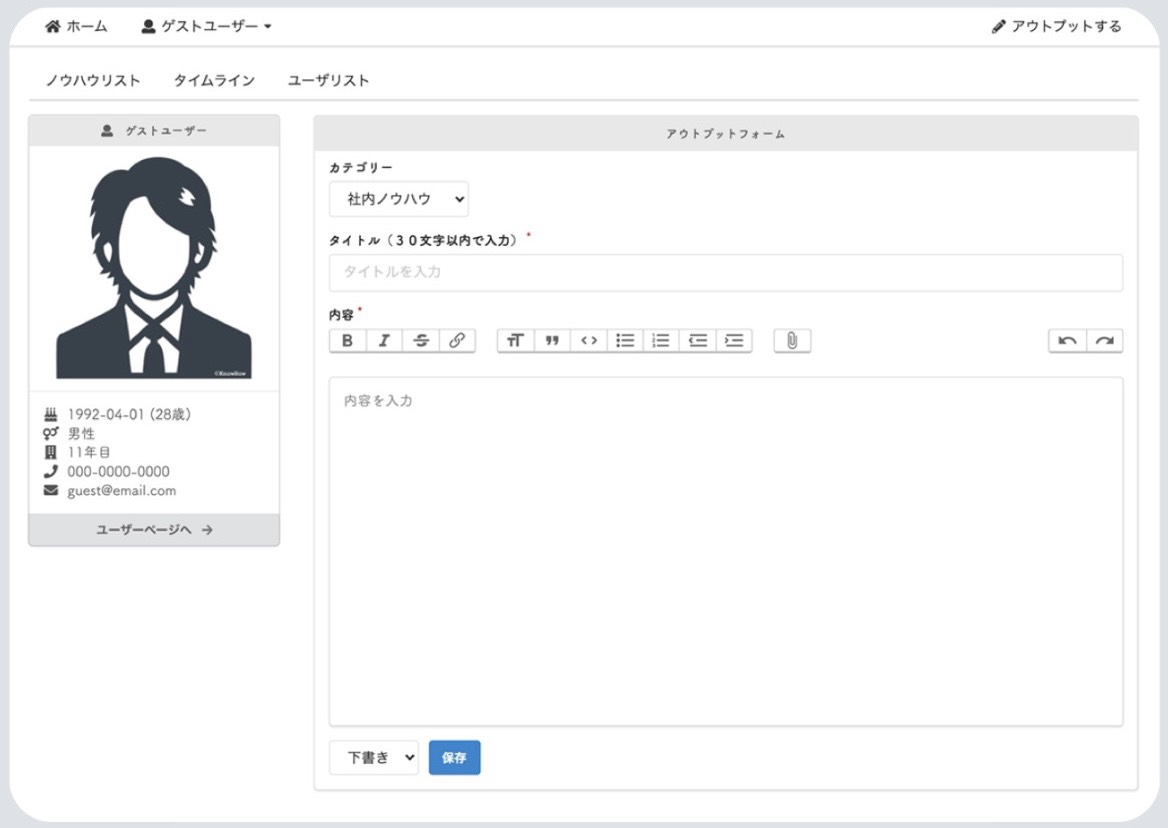 ホーム
ゲストユーザー
アウトプットする
ノウハウリスト タイムライン ユーザリスト
ゲストユーザー
©KnowHow
1992-04-01 (28歳)
男性
11年目
000-0000-0000
guest@email.com
ユーザーページへ →
アウトプットフォーム
カテゴリー
社内ノウハウ
タイトル（３０文字以内で入力） *
タイトルを入力
内容 *
内容を入力
下書き
保存